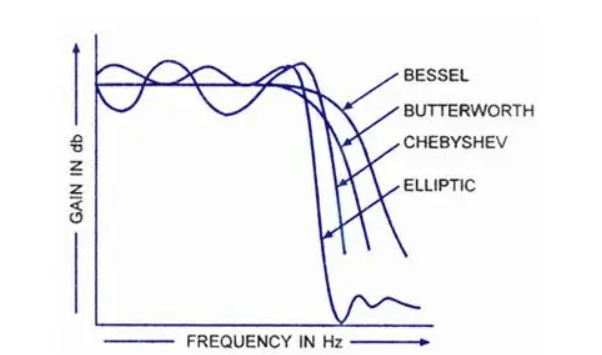 BESSEL
BUTTERWORTH
CHEBYSHEV
ELLIPTIC
GAIN IN db
FREQUENCY IN Hz